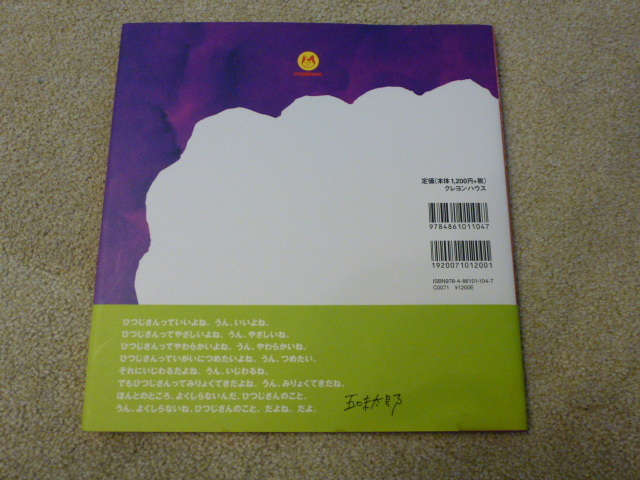 定価(本体1,200円+税)
クレヨンハウス
9784861011047
1920071012001
ISBN978-4-86101-104-7
C0071 ¥1200E
ひつじさんっていいよね。うん、いいよね。
ひつじさんってやさしいよね。うん、やさしいね。
ひつじさんってやわらかいよね。うん、やわらかいね。
ひつじさんっていがいにつめたいよね。うん、つめたい。
それにいじわるだよね。うん、いじわるね。
でもひつじさんってみりょくてきだよね。うん、みりょくてきだね。
ほんとのところ、よくしらないんだ、ひつじさんのこと。
うん、よくしらないね、ひつじさんのこと。だよね、だよ。
五味太郎